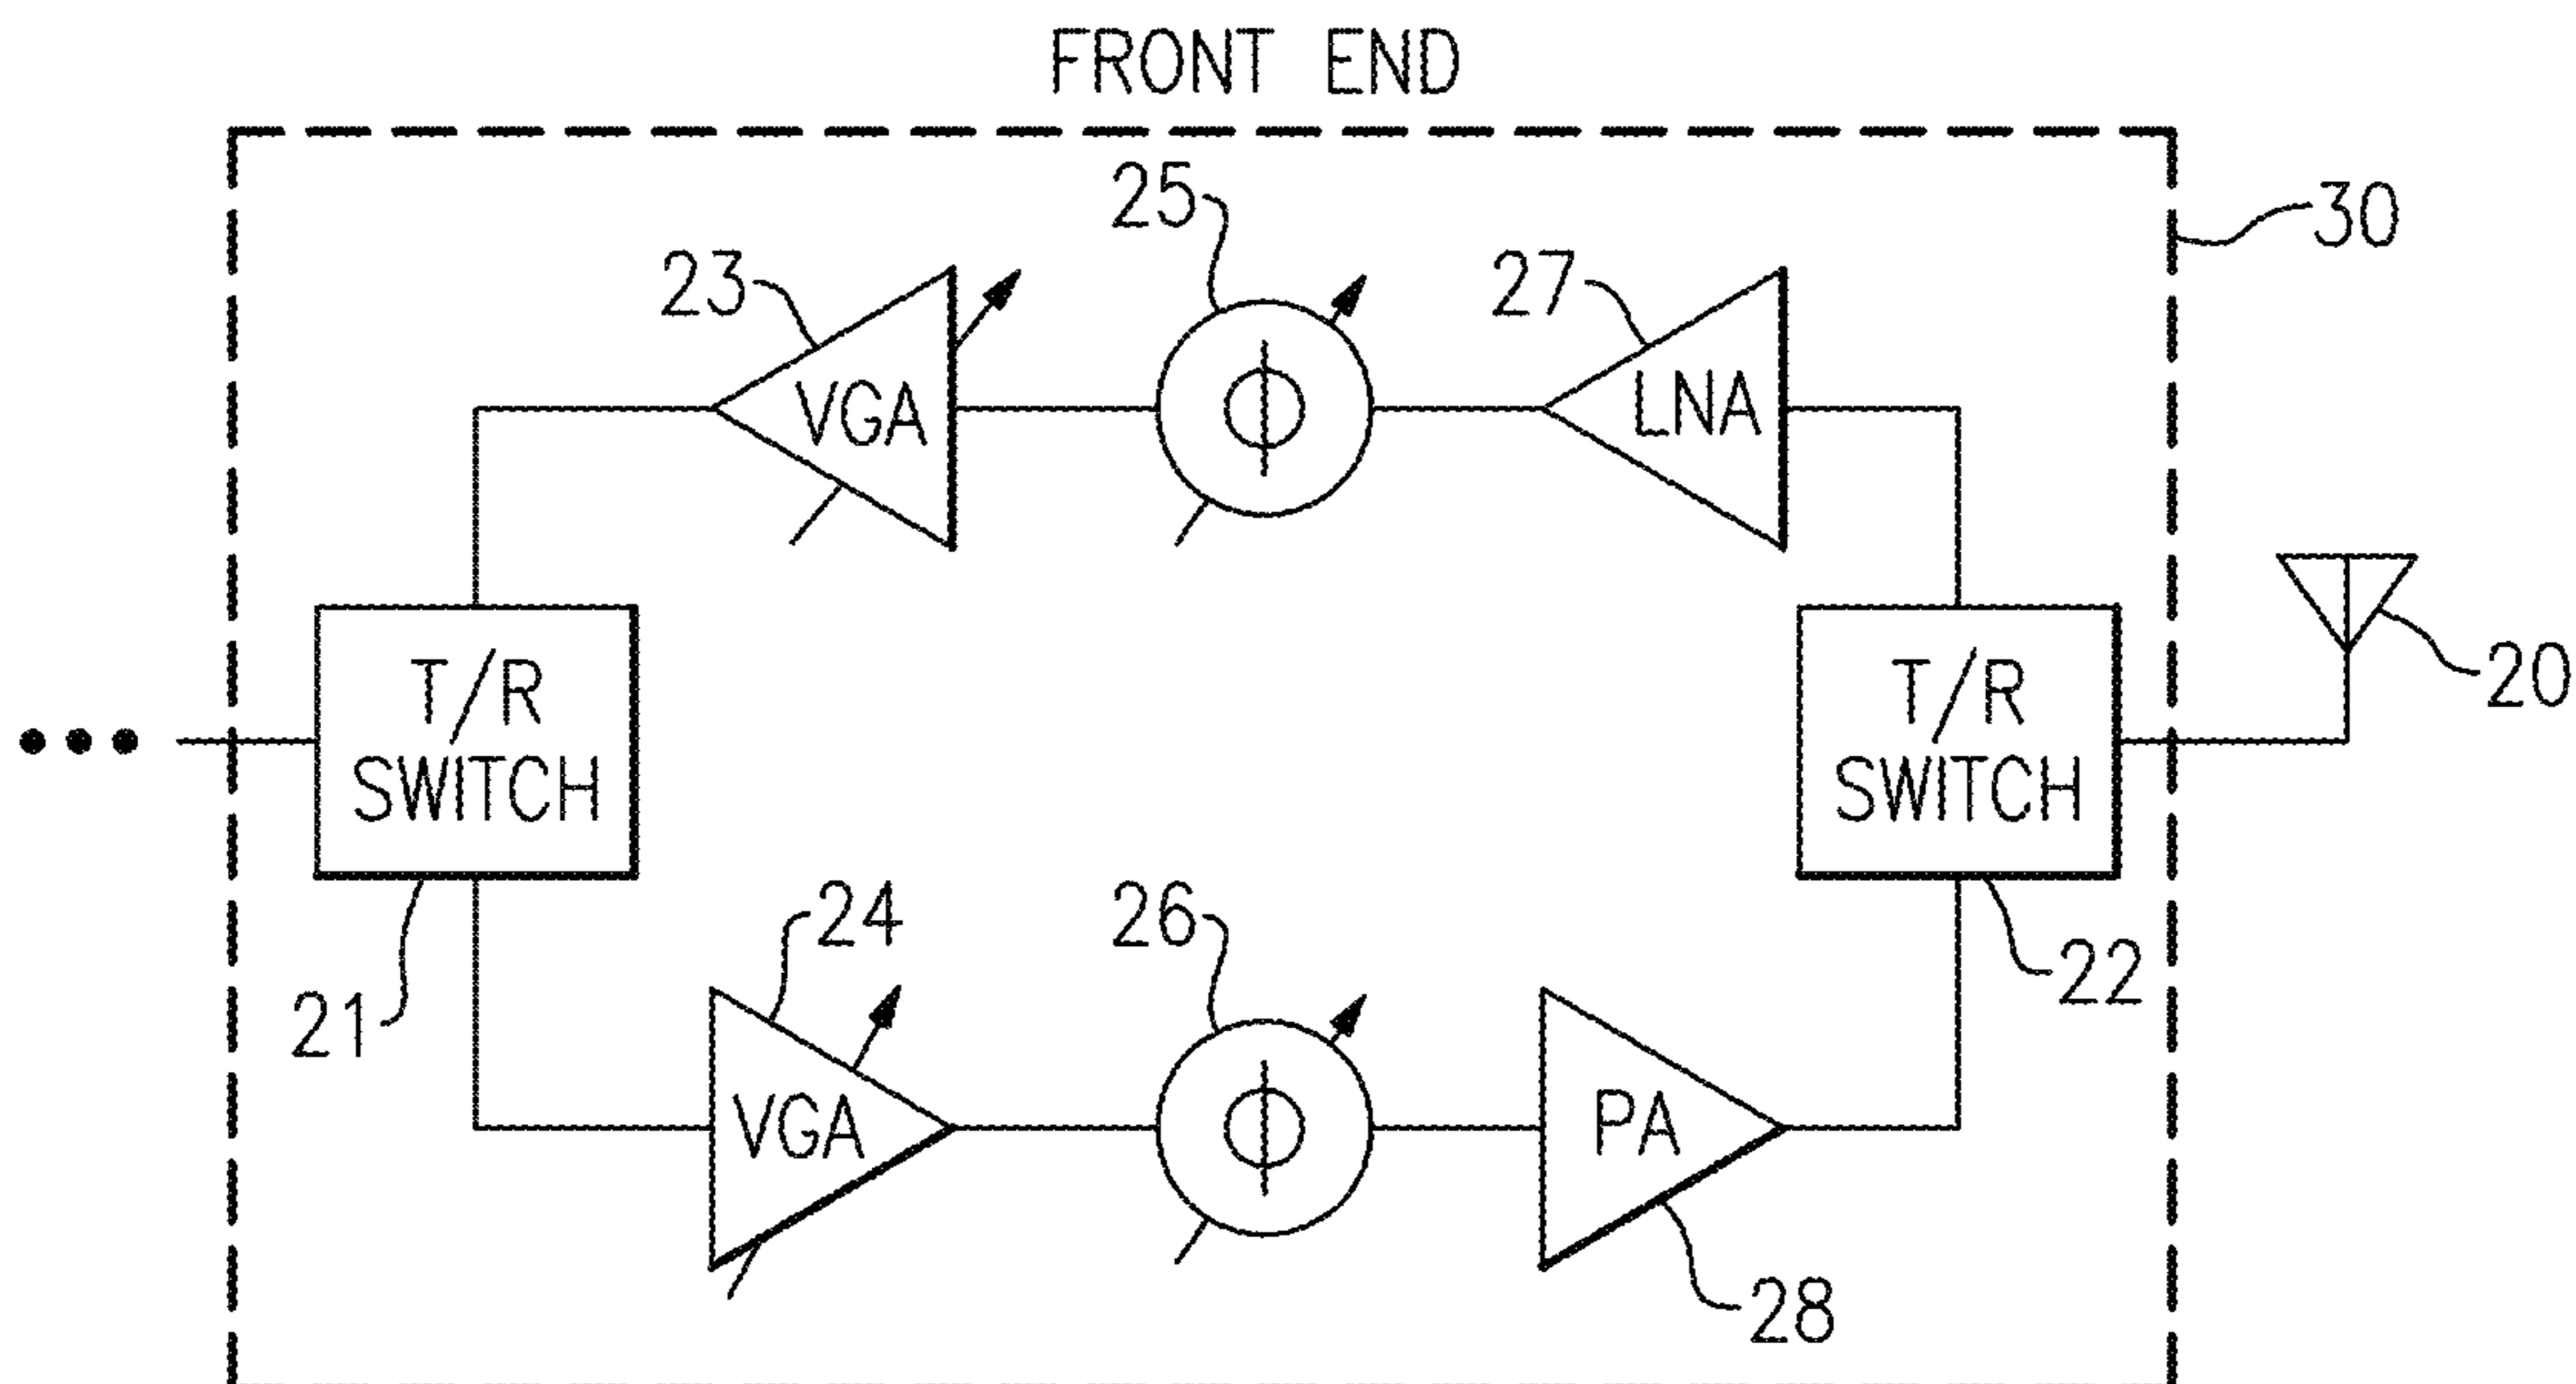 FRONT END
25
30
23
27
VGA
LNA
T/R
SWITCH
T/R
SWITCH
20
24
26
21
22
VGA
PA
28